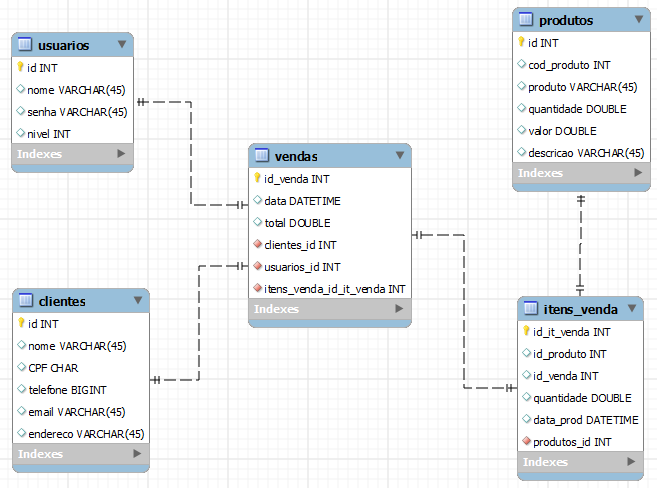 usuarios
id INT
nome VARCHAR(45)
senha VARCHAR(45)
nivel INT
Indexes
clientes
id INT
nome VARCHAR(45)
CPF CHAR
telefone BIGINT
email VARCHAR(45)
endereco VARCHAR(45)
Indexes
vendas
id_venda INT
data DATETIME
total DOUBLE
clientes_id INT
usuarios_id INT
itens_venda_id_it_venda INT
Indexes
produtos
id INT
cod_produto INT
produto VARCHAR(45)
quantidade DOUBLE
valor DOUBLE
descricao VARCHAR(45)
Indexes
itens_venda
id_it_venda INT
id_produto INT
id_venda INT
quantidade DOUBLE
data_prod DATETIME
produtos_id INT
Indexes